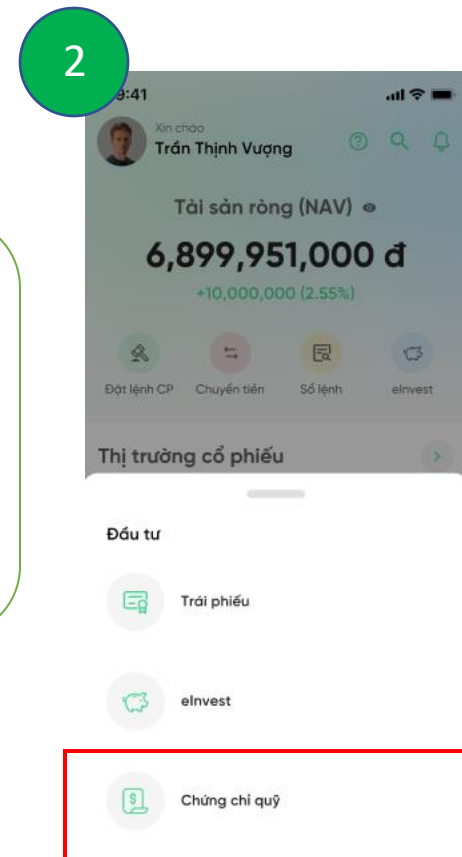 2
9:41
Xin chào
Trần Thịnh Vượng
Tài sản ròng (NAV)
6,899,951,000 đ
+10,000,000 (2.55%)
Đặt lệnh CP Chuyển tiền Sổ lệnh eInvest
Thị trường cổ phiếu
Đầu tư
Trái phiếu
eInvest
Chứng chỉ quỹ